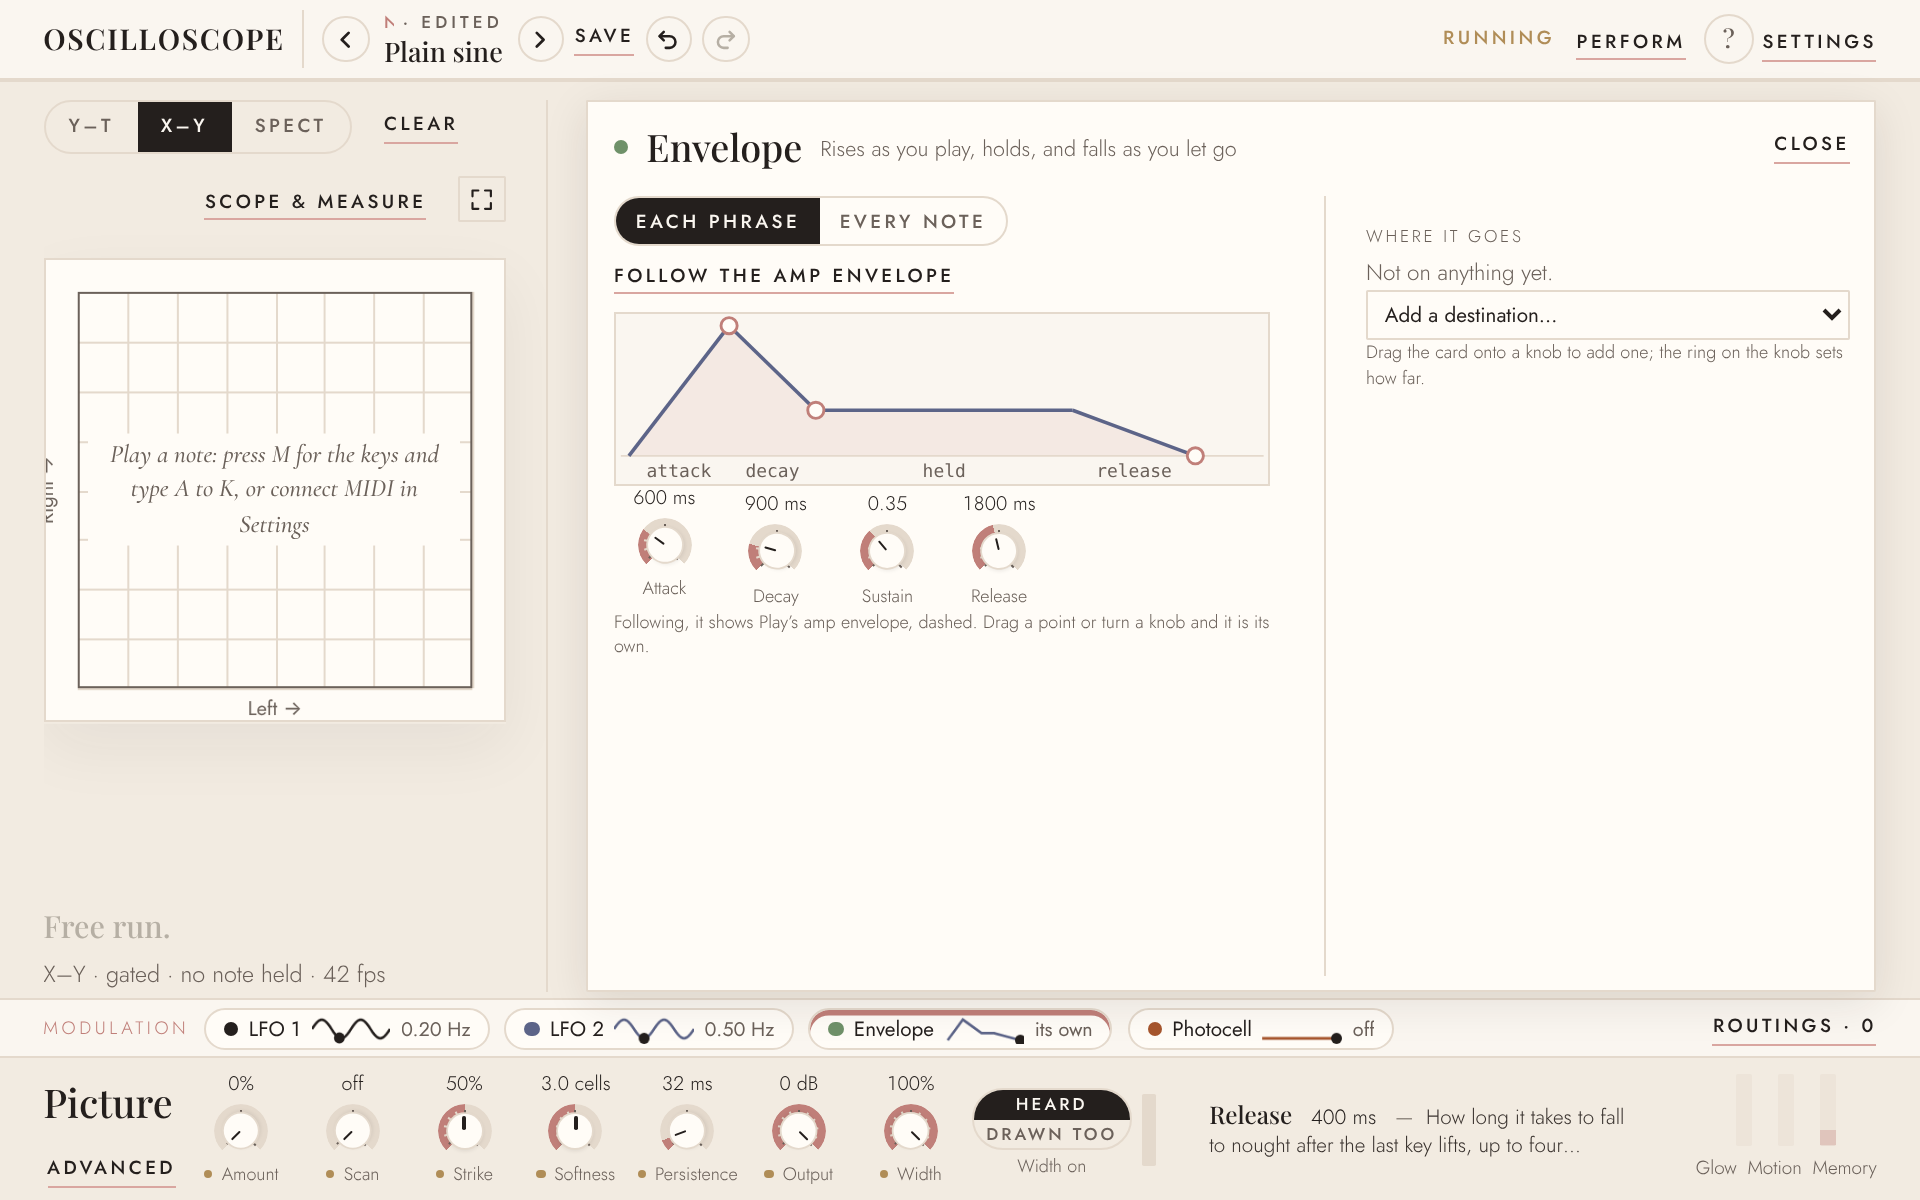 OSCILLOSCOPE
· EDITED
Plain sine
SAVE
RUNNING
PERFORM
?
SETTINGS
Y–T
X–Y
SPECT
CLEAR
SCOPE & MEASURE
Play a note: press M for the keys and
type A to K, or connect MIDI in
Settings
Right →
Left →
Free run.
X–Y · gated · no note held · 42 fps
Envelope
Rises as you play, holds, and falls as you let go
CLOSE
EACH PHRASE
EVERY NOTE
FOLLOW THE AMP ENVELOPE
attack
decay
held
release
600 ms
900 ms
0.35
1800 ms
Attack
Decay
Sustain
Release
Following, it shows Play’s amp envelope, dashed. Drag a point or turn a knob and it is its
own.
WHERE IT GOES
Not on anything yet.
Add a destination…
Drag the card onto a knob to add one; the ring on the knob sets
how far.
MODULATION
LFO 1
0.20 Hz
LFO 2
0.50 Hz
Envelope
its own
Photocell
off
ROUTINGS · 0
Picture
ADVANCED
0%
off
50%
3.0 cells
32 ms
0 dB
100%
Amount
Scan
Strike
Softness
Persistence
Output
Width
HEARD
DRAWN TOO
Width on
Release 400 ms — How long it takes to fall
to nought after the last key lifts, up to four…
Glow
Motion
Memory